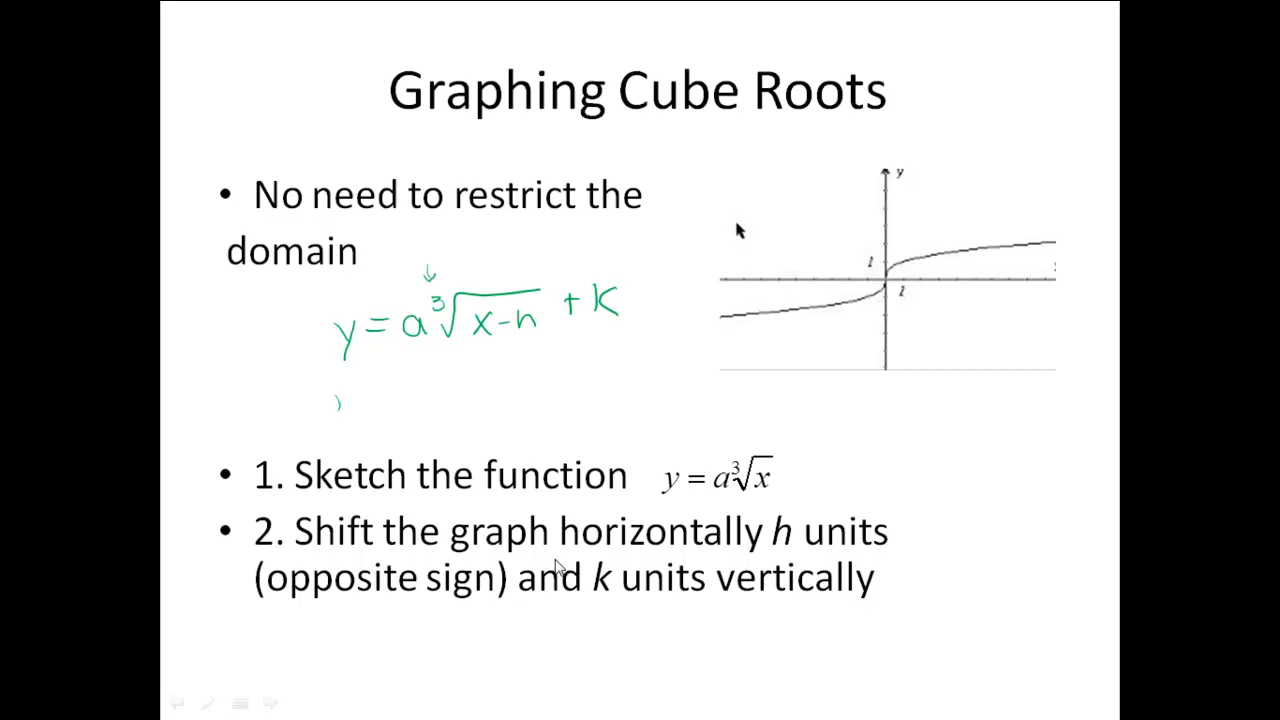 Graphing Cube Roots
• No need to restrict the
domain
y = a∛(x-h) + k
y
1
1
• 1. Sketch the function y = a∛x
• 2. Shift the graph horizontally h units
(opposite sign) and k units vertically